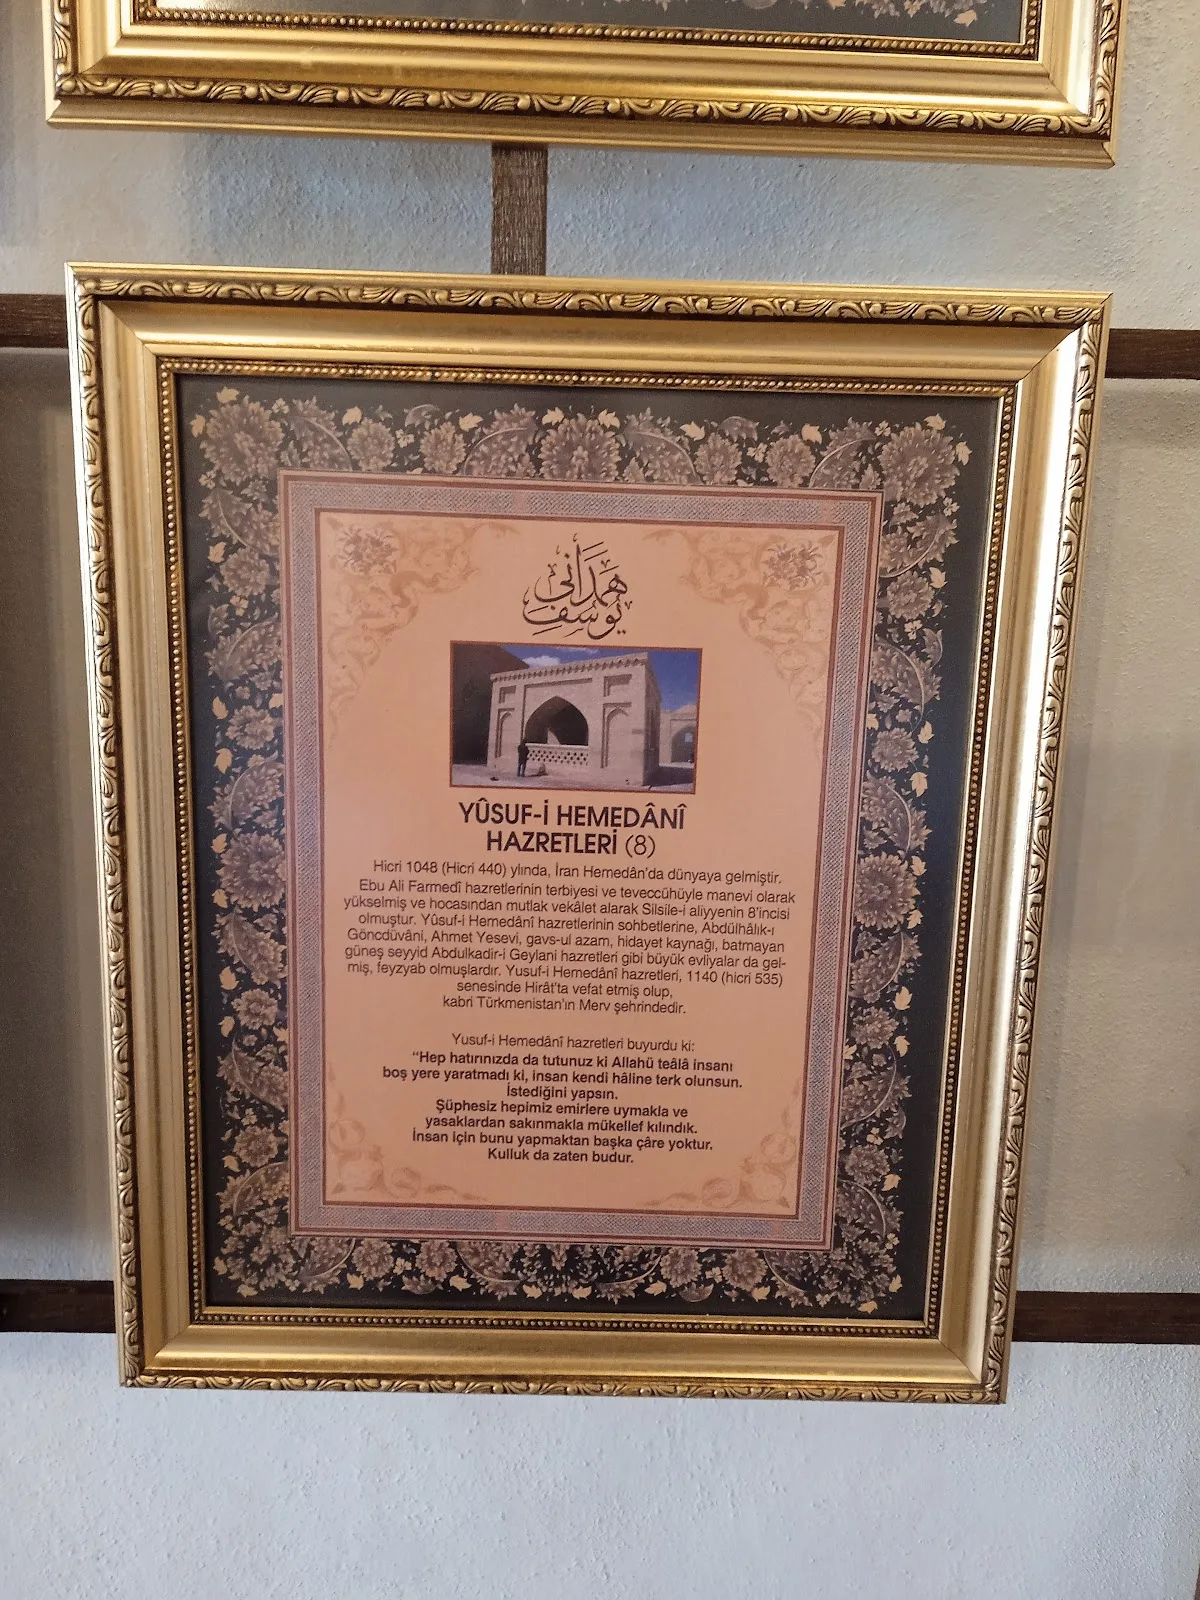 همدانی
یوسف
YÛSUF-İ HEMEDÂNÎ
HAZRETLERİ (8)
Hicri 1048 (Hicri 440) ylında, İran Hemedân'da dünyaya gelmiştir.
Ebu Ali Farmedî hazretlerinin terbiyesi ve teveccühüyle manevi olarak
yükselmiş ve hocasından mutlak vekâlet alarak Silsile-i aliyyenin 8'incisi
olmuştur. Yûsuf-i Hemedânî hazretlerinin sohbetlerine, Abdülhâlık-ı
Göncdüvâni, Ahmet Yesevi, gavs-ul azam, hidayet kaynağı, batmayan
güneş seyyid Abdulkadir-i Geylani hazretleri gibi büyük evliyalar da gel-
miş, feyzyab olmuşlardır. Yusuf-i Hemedânî hazretleri, 1140 (hicri 535)
senesinde Hirât'ta vefat etmiş olup,
kabri Türkmenistan'ın Merv şehrindedir.
Yusuf-i Hemedânî hazretleri buyurdu ki:
“Hep hatırınızda da tutunuz ki Allahü teâlâ insanı
boş yere yaratmadı ki, insan kendi hâline terk olunsun.
İstediğini yapsın.
Şüphesiz hepimiz emirlere uymakla ve
yasaklardan sakınmakla mükellef kılındık.
İnsan için bunu yapmaktan başka çâre yoktur.
Kulluk da zaten budur.